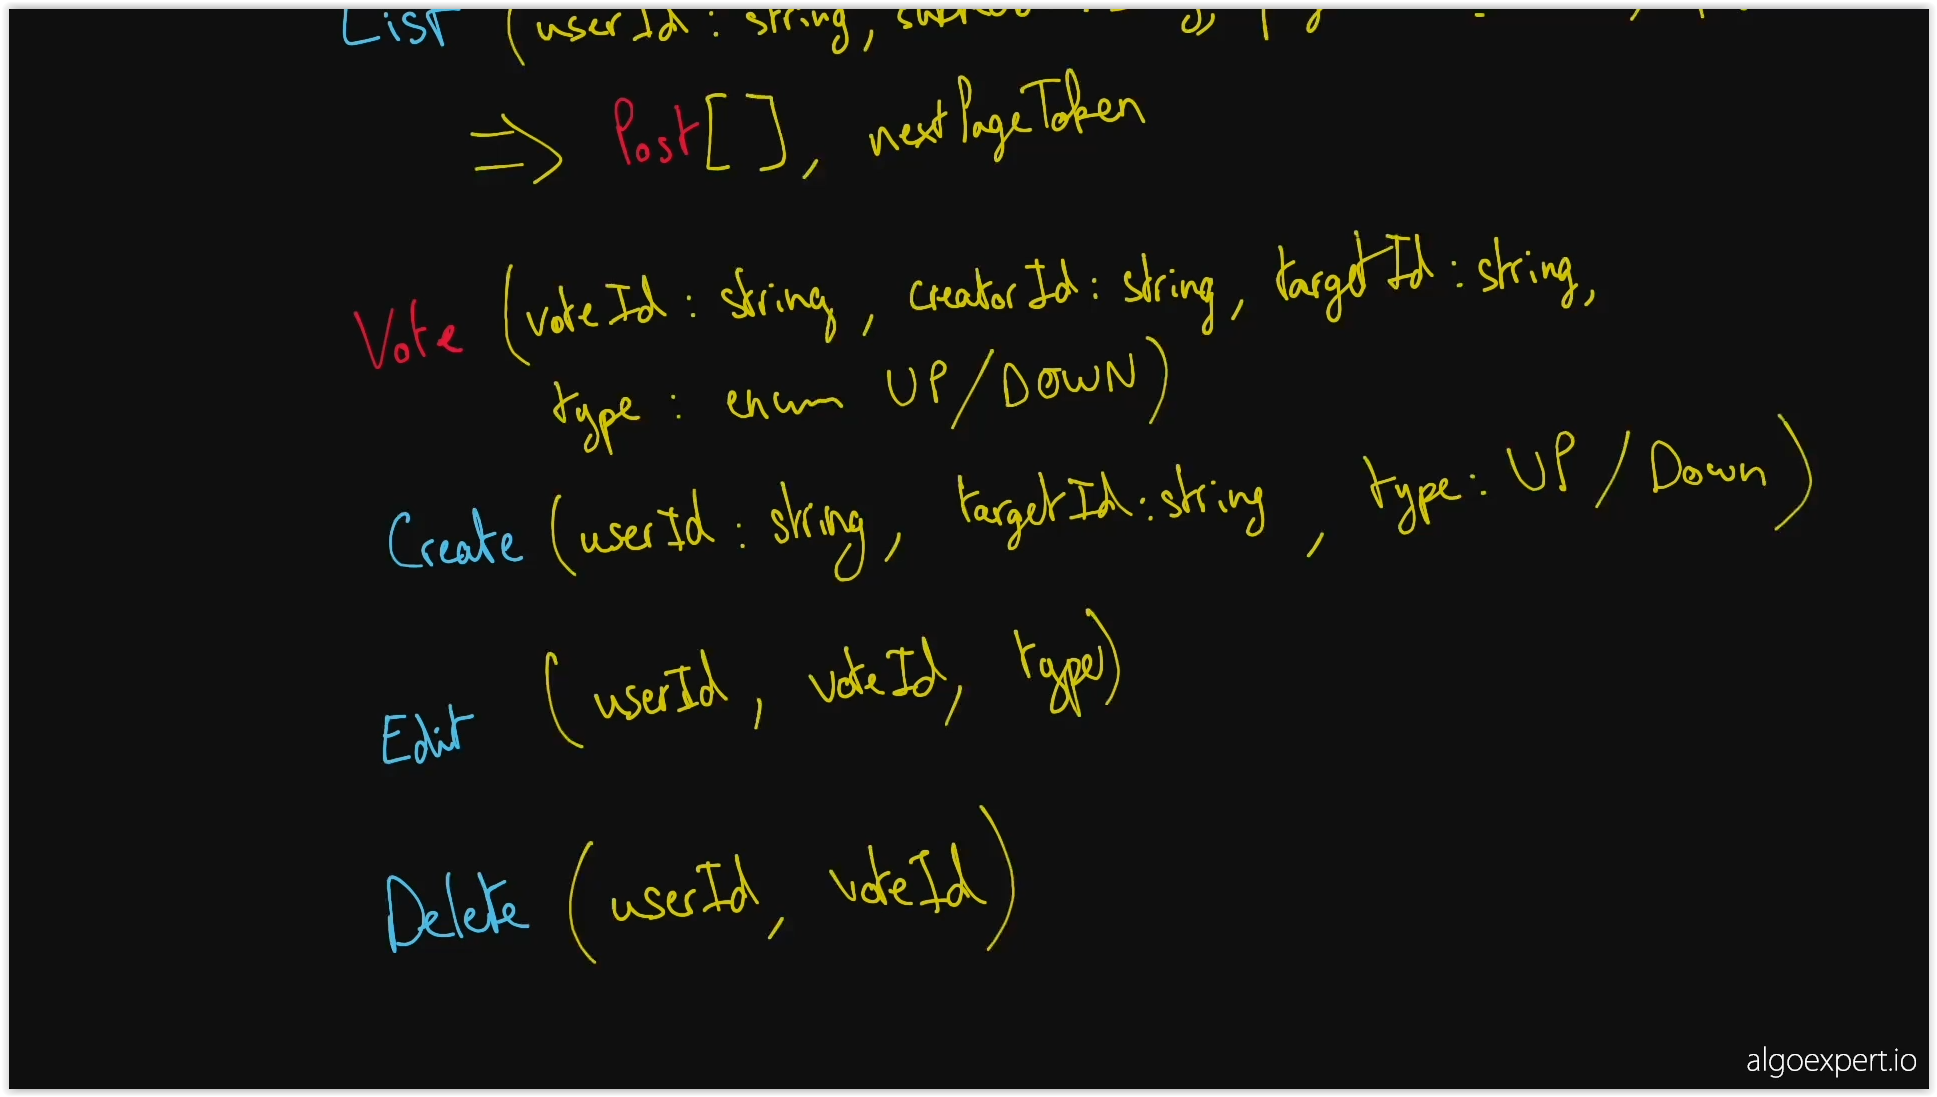 List (userId: string,
=> Post[], nextPageToken
Vote (voteId: string, creatorId: string, targetId: string,
type: enum UP/DOWN)
Create (userId: string, targetId: string, type: UP/Down)
Edit (userId, voteId, type)
Delete (userId, voteId)
algoexpert.io